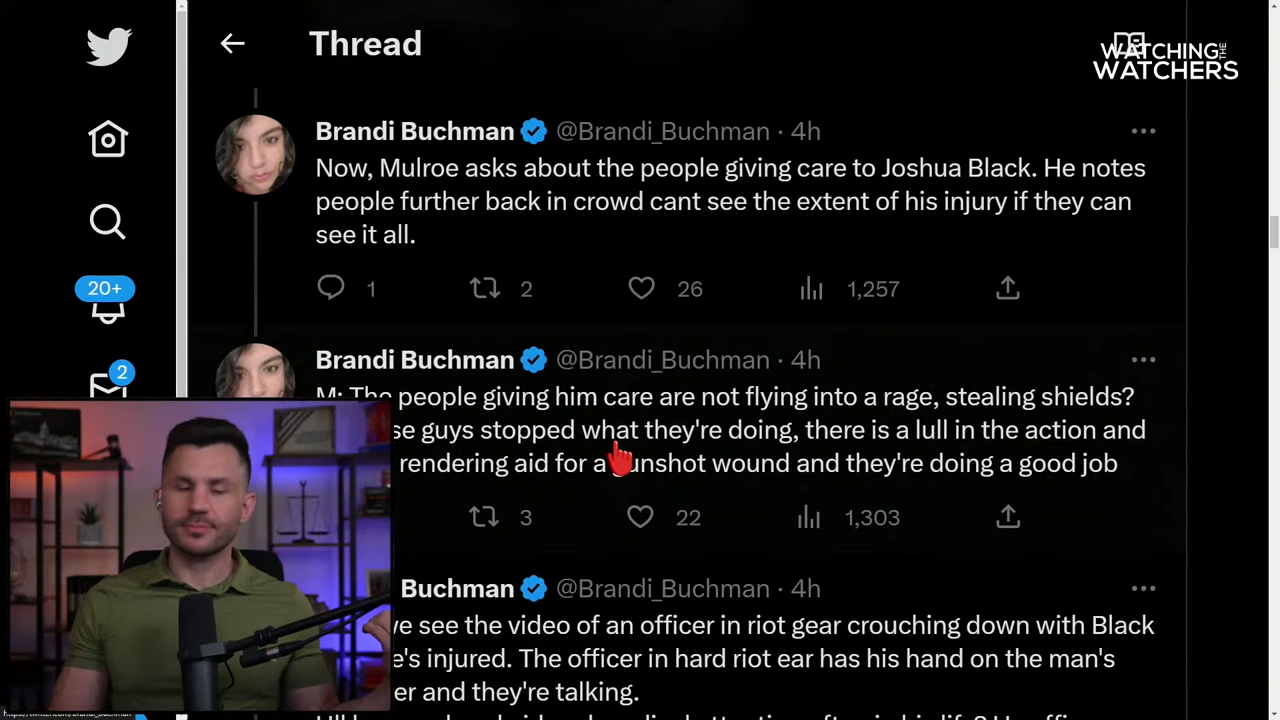 Thread
WATCHING THE
WATCHERS
Brandi Buchman @Brandi_Buchman · 4h
Now, Mulroe asks about the people giving care to Joshua Black. He notes
people further back in crowd cant see the extent of his injury if they can
see it all.
1 2 26 1,257
20+
Brandi Buchman @Brandi_Buchman · 4h
M: The people giving him care are not flying into a rage, stealing shields?
se guys stopped what they're doing, there is a lull in the action and
rendering aid for a gunshot wound and they're doing a good job
2
3 22 1,303
Buchman @Brandi_Buchman · 4h
we see the video of an officer in riot gear crouching down with Black
e's injured. The officer in hard riot ear has his hand on the man's
er and they're talking.